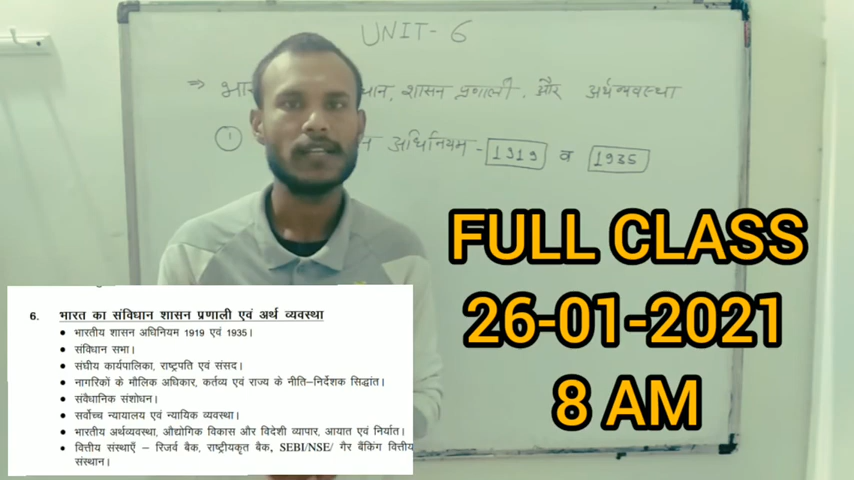 UNIT- 6
⇒ भा चान, शासन प्रणाली. और अर्थव्यवस्था
① न अधिनियम - 1919 व 1935
FULL CLASS
26-01-2021
8 AM
6. भारत का संविधान शासन प्रणाली एवं अर्थ व्यवस्था
• भारतीय शासन अधिनियम 1919 एवं 1935।
• संविधान सभा।
• संघीय कार्यपालिका, राष्ट्रपति एवं संसद।
• नागरिकों के मौलिक अधिकार, कर्तव्य एवं राज्य के नीति–निर्देशक सिद्धांत।
• संवैधानिक संशोधन।
• सर्वोच्च न्यायालय एवं न्यायिक व्यवस्था।
• भारतीय अर्थव्यवस्था, औद्योगिक विकास और विदेशी व्यापार, आयात एवं निर्यात।
• वित्तीय संस्थाएँ – रिजर्व बैक, राष्ट्रीयकृत बैक, SEBI/NSE/ गैर बैंकिंग वित्तीय
संस्थान।